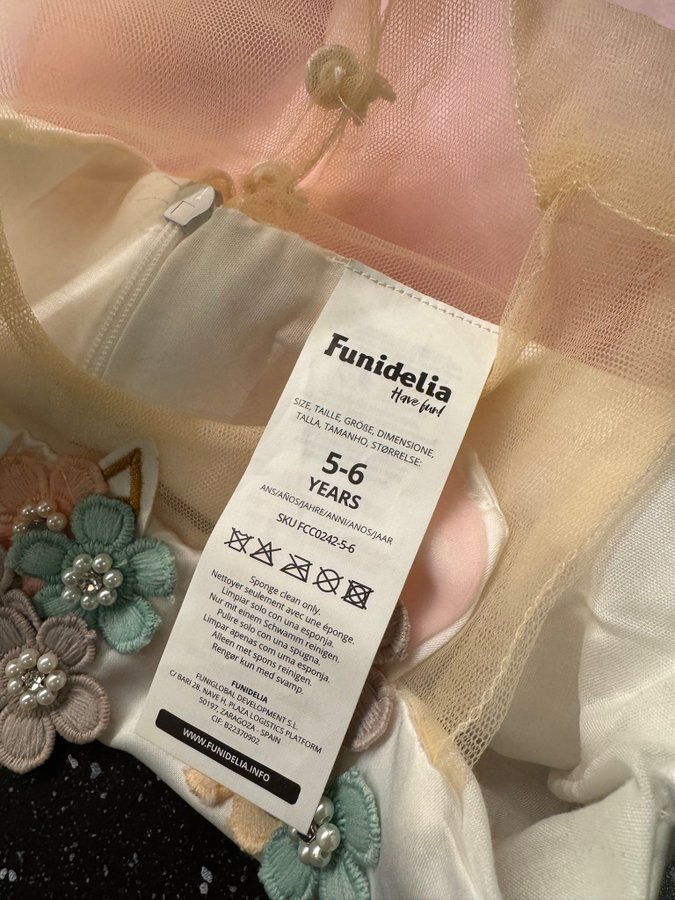 Funidelia
Have fun!
SIZE, TAILLE, GRÖßE, DIMENSIONE,
TALLA, TAMANHO, STØRRELSE:
5-6
YEARS
ANS/AÑOS/JAHRE/ANNI/ANOS/JAAR
SKU FCC0242-5-6
Sponge clean only.
Nettoyer seulement avec une éponge.
Limpiar solo con una esponja.
Nur mit einem Schwamm reinigen.
Pulire solo con una spugna.
Limpar apenas com uma esponja.
Alleen met spons reinigen.
Rengør kun med svamp.
FUNIDELIA
FUNIGLOBAL DEVELOPMENT S.L.
C/ BARI 28, NAVE H, PLAZA LOGISTICS PLATFORM
50197, ZARAGOZA - SPAIN
CIF: B22370902
WWW.FUNIDELIA.INFO